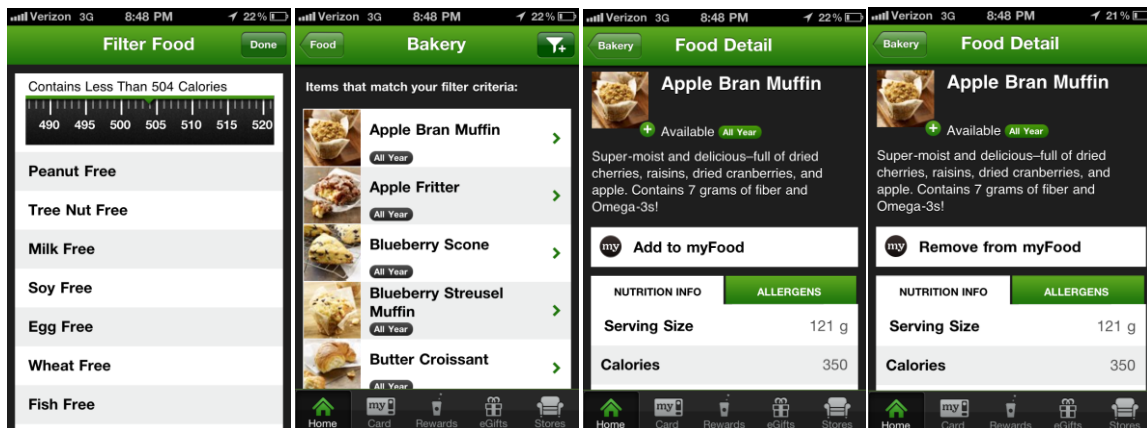 Verizon 3G 8:48 PM 22%
Filter Food Done
Contains Less Than 504 Calories
490 495 500 505 510 515 520
Peanut Free
Tree Nut Free
Milk Free
Soy Free
Egg Free
Wheat Free
Fish Free
Verizon 3G 8:48 PM 22%
Food Bakery
Items that match your filter criteria:
Apple Bran Muffin
All Year
Apple Fritter
All Year
Blueberry Scone
All Year
Blueberry Streusel
Muffin
All Year
Butter Croissant
All Year
my
Home Card Rewards eGifts Stores
Verizon 3G 8:48 PM 22%
Bakery Food Detail
Apple Bran Muffin
Available All Year
Super-moist and delicious–full of dried
cherries, raisins, dried cranberries, and
apple. Contains 7 grams of fiber and
Omega-3s!
my Add to myFood
NUTRITION INFO ALLERGENS
Serving Size 121 g
Calories 350
my
Home Card Rewards eGifts Stores
Verizon 3G 8:48 PM 21%
Bakery Food Detail
Apple Bran Muffin
Available All Year
Super-moist and delicious–full of dried
cherries, raisins, dried cranberries, and
apple. Contains 7 grams of fiber and
Omega-3s!
my Remove from myFood
NUTRITION INFO ALLERGENS
Serving Size 121 g
Calories 350
my
Home Card Rewards eGifts Stores